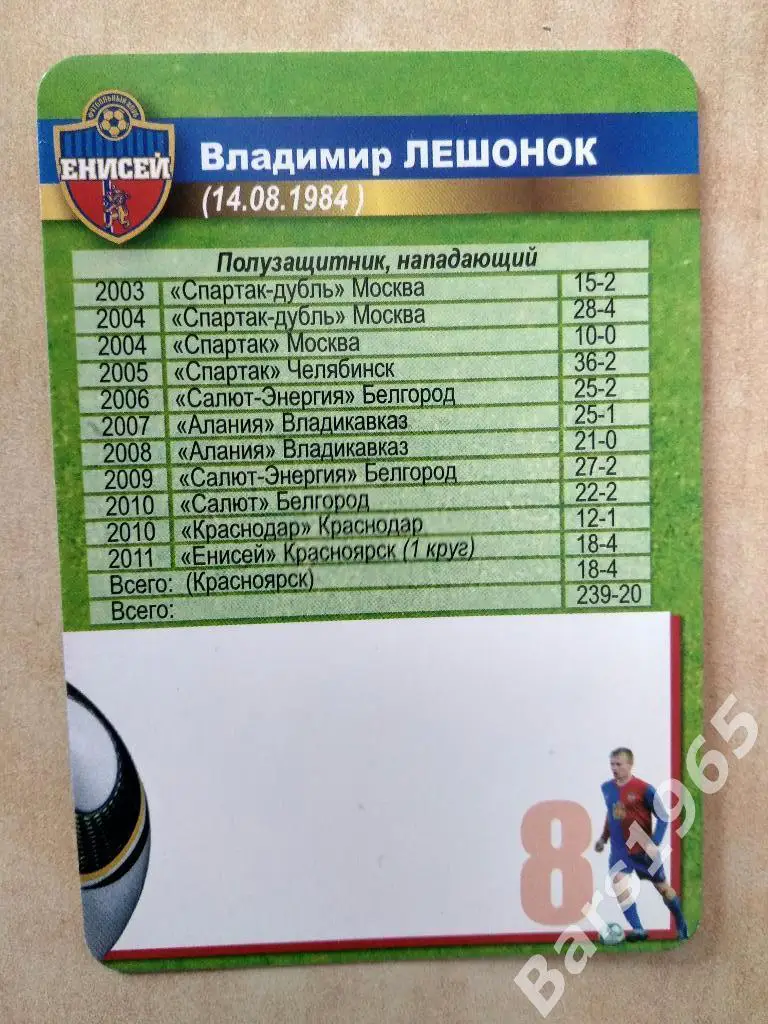 ФУТБОЛЬНЫЙ КЛУБ
ЕНИСЕЙ
Владимир ЛЕШОНОК
(14.08.1984)
Полузащитник, нападающий
2003 «Спартак-дубль» Москва 15-2
2004 «Спартак-дубль» Москва 28-4
2004 «Спартак» Москва 10-0
2005 «Спартак» Челябинск 36-2
2006 «Салют-Энергия» Белгород 25-2
2007 «Алания» Владикавказ 25-1
2008 «Алания» Владикавказ 21-0
2009 «Салют-Энергия» Белгород 27-2
2010 «Салют» Белгород 22-2
2010 «Краснодар» Краснодар 12-1
2011 «Енисей» Красноярск (1 круг) 18-4
Всего: (Красноярск) 18-4
Всего: 239-20
8
Bars1965